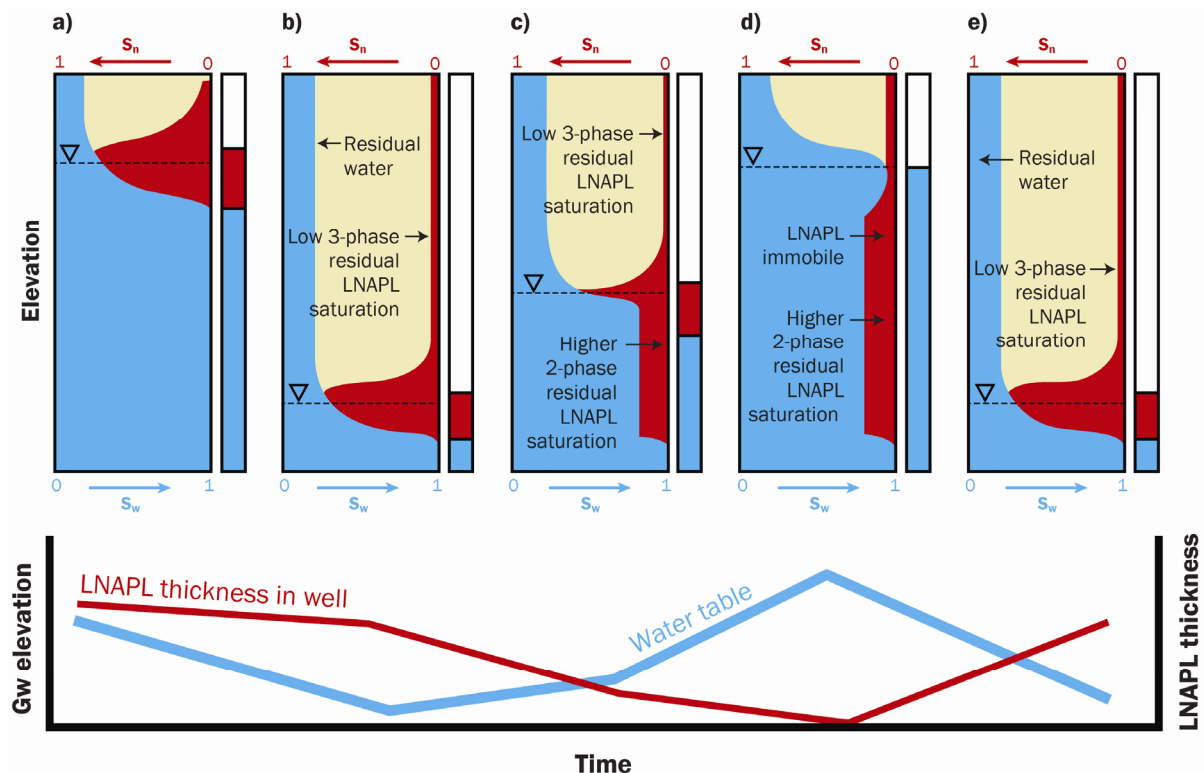 a)
b)
c)
d)
e)
Sn
Sn
Sn
Sn
Sn
1 0
1 0
1 0
1 0
1 0
Elevation
Residual
water
Low 3-phase
residual
LNAPL
saturation
Low 3-phase
residual
LNAPL
saturation
Higher
2-phase
residual
LNAPL
saturation
LNAPL
immobile
Higher
2-phase
residual
LNAPL
saturation
Residual
water
Low 3-phase
residual
LNAPL
saturation
0 1
0 1
0 1
0 1
0 1
Sw
Sw
Sw
Sw
Sw
Gw elevation
LNAPL thickness in well
Water table
LNAPL thickness
Time